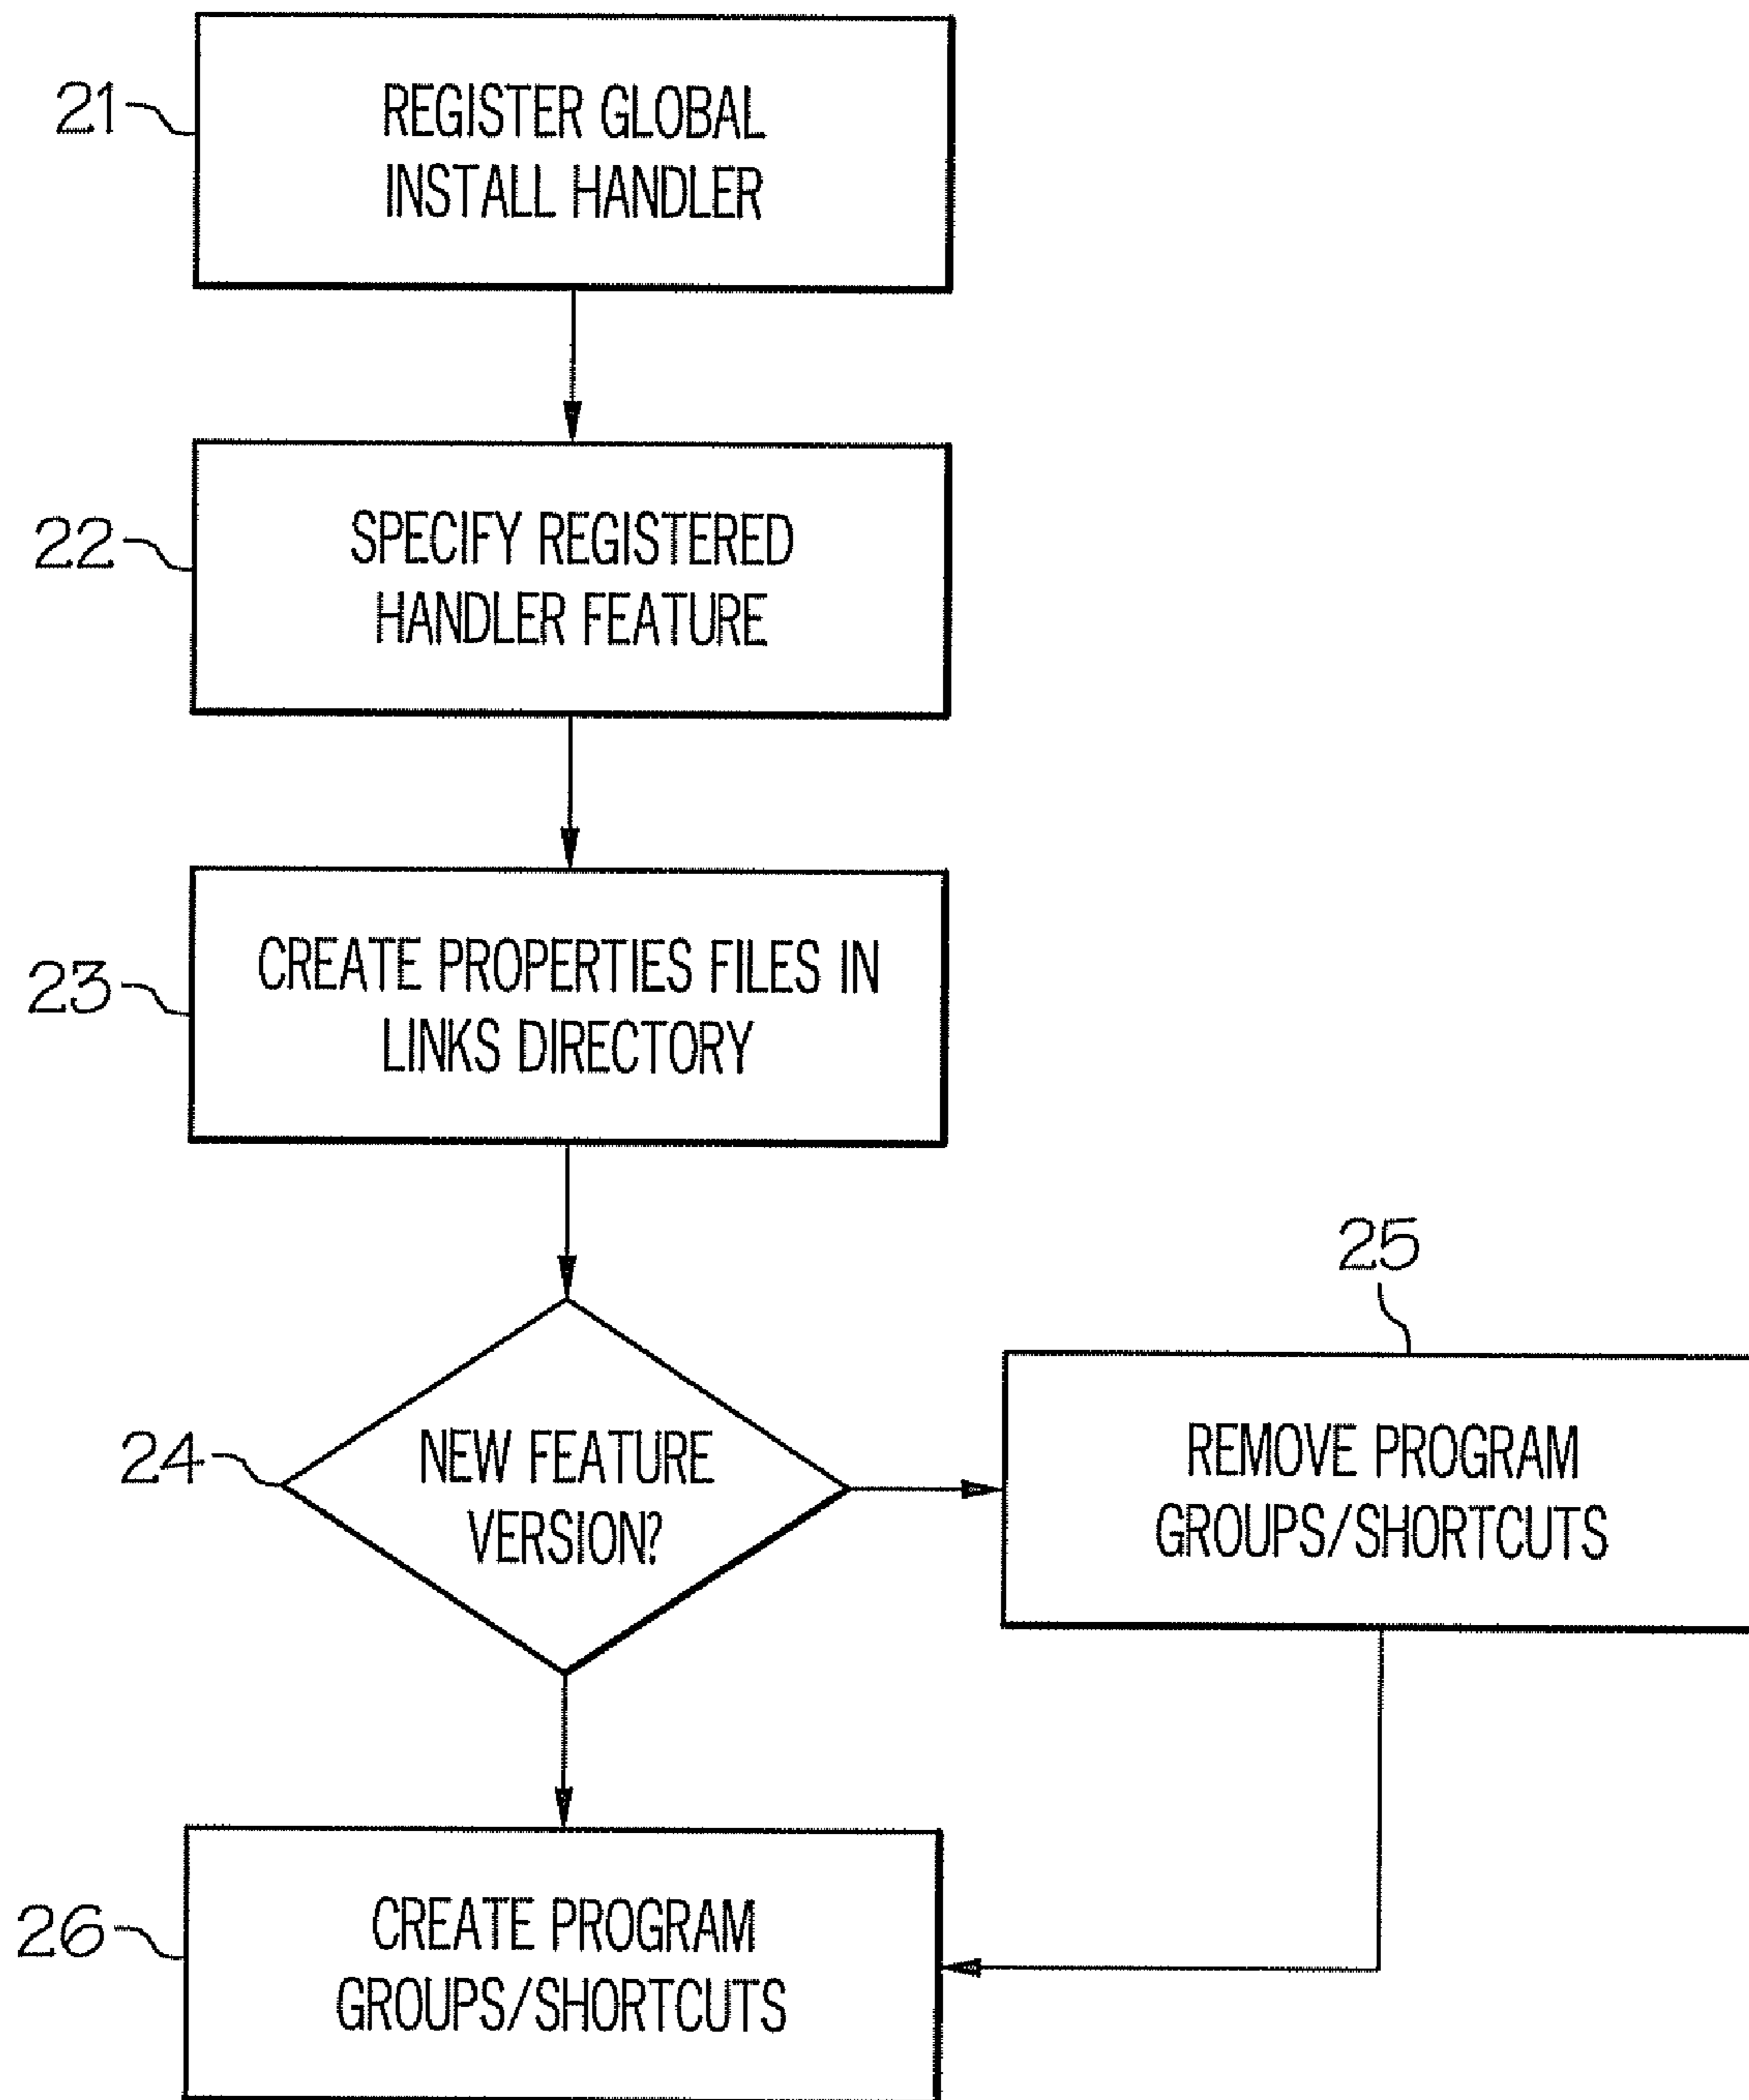 21
REGISTER GLOBAL
INSTALL HANDLER
22
SPECIFY REGISTERED
HANDLER FEATURE
23
CREATE PROPERTIES FILES IN
LINKS DIRECTORY
24
NEW FEATURE
VERSION?
25
REMOVE PROGRAM
GROUPS/SHORTCUTS
26
CREATE PROGRAM
GROUPS/SHORTCUTS